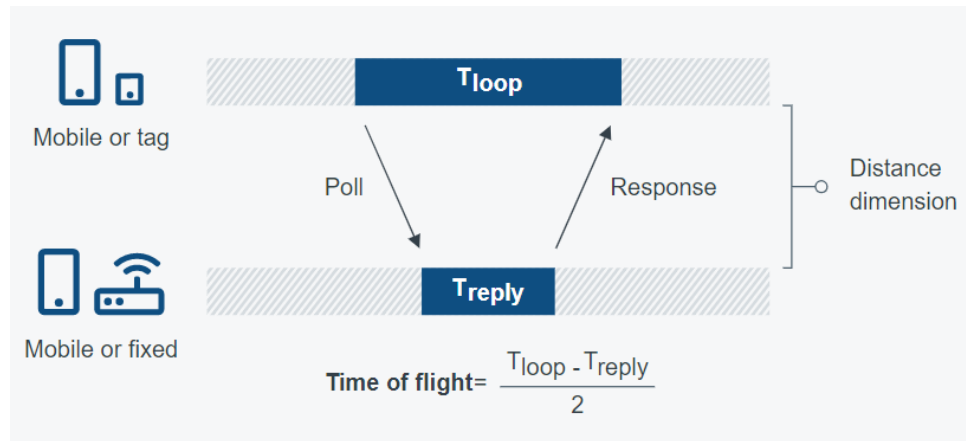 Tloop
Mobile or tag
Poll
Response
Distance
dimension
Treply
Mobile or fixed
Time of flight= Tloop - Treply
2